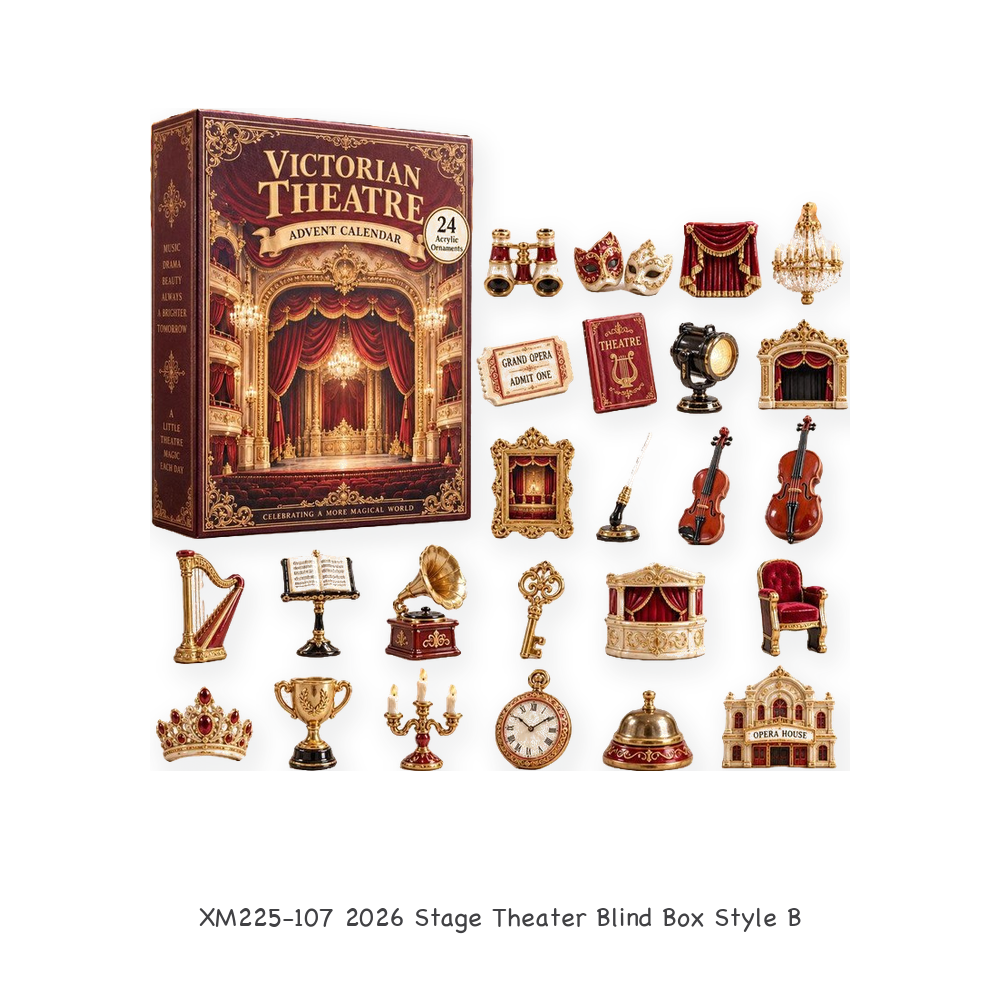 VICTORIAN
THEATRE
ADVENT CALENDAR
24
Acrylic
Ornaments
MUSIC
DRAMA
BEAUTY
ALWAYS
A BRIGHTER
TOMORROW
A
LITTLE
THEATRE
MAGIC
EACH DAY
CELEBRATING A MORE MAGICAL WORLD
GRAND OPERA
ADMIT ONE
THEATRE
OPERA HOUSE
XM225-107 2026 Stage Theater Blind Box Style B